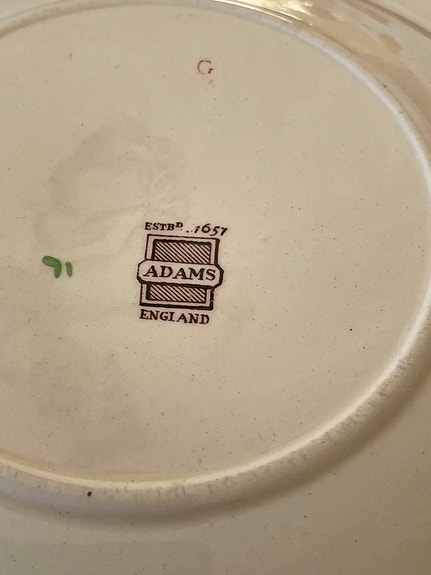 G
ESTBD. 1657
ADAMS
ENGLAND